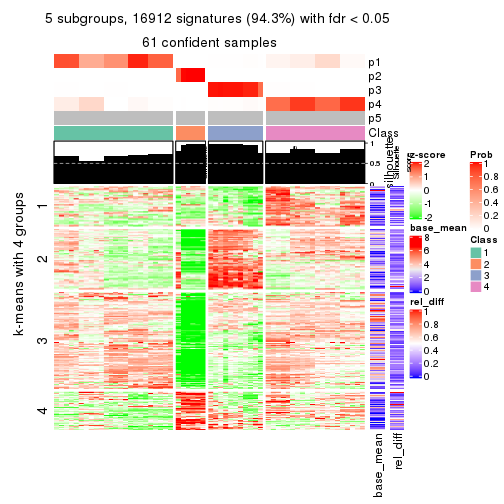 5 subgroups, 16912 signatures (94.3%) with fdr < 0.05
61 confident samples
p1
p2
p3
p4
p5
Class
1
0.5
0
silhouettes
Silhouette
score
k-means with 4 groups
1
2
3
4
base_mean
rel_diff
z-score
2
1
0
-1
-2
base_mean
8
6
4
2
0
rel_diff
1
0.8
0.6
0.4
0.2
0
Prob
1
0.8
0.6
0.4
0.2
0
Class
1
2
3
4